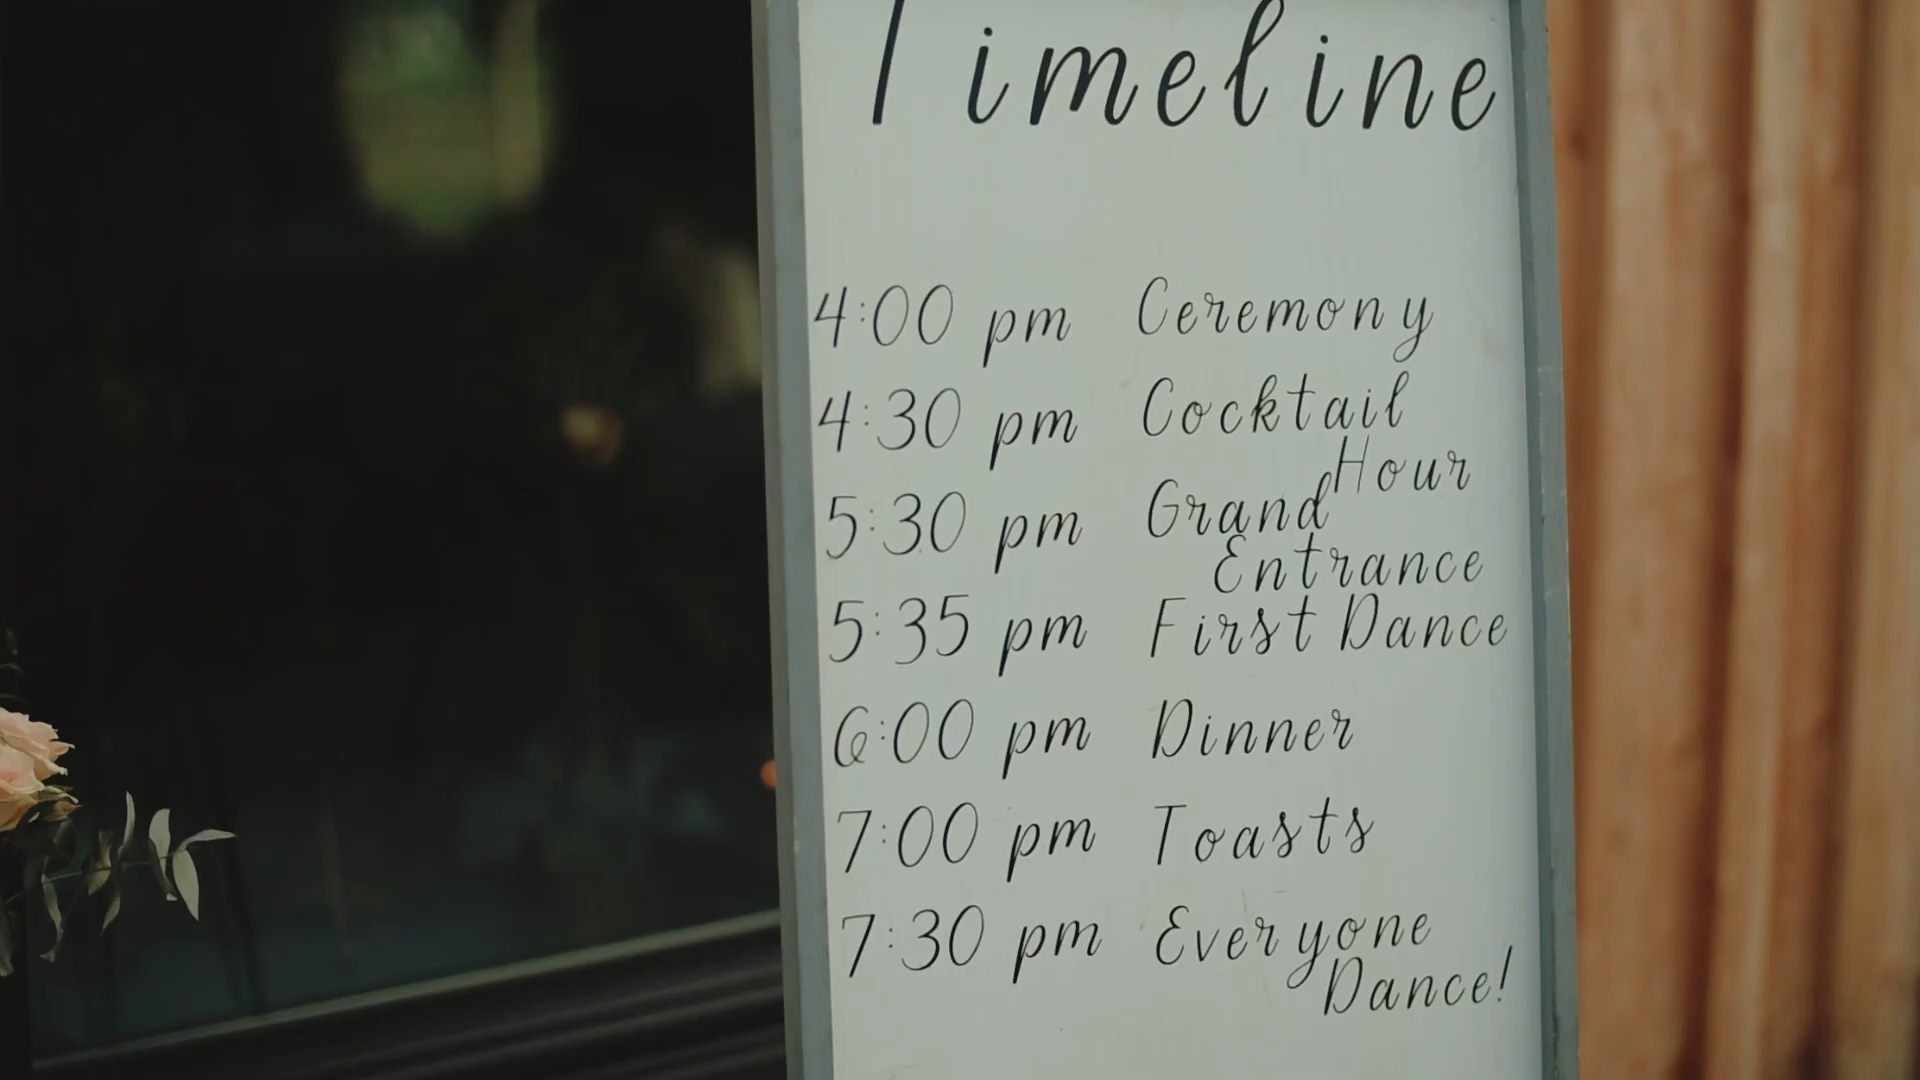 Timeline
4:00 pm Ceremony
4:30 pm Cocktail
Hour
5:30 pm Grand
Entrance
5:35 pm First Dance
6:00 pm Dinner
7:00 pm Toasts
7:30 pm Everyone
Dance!